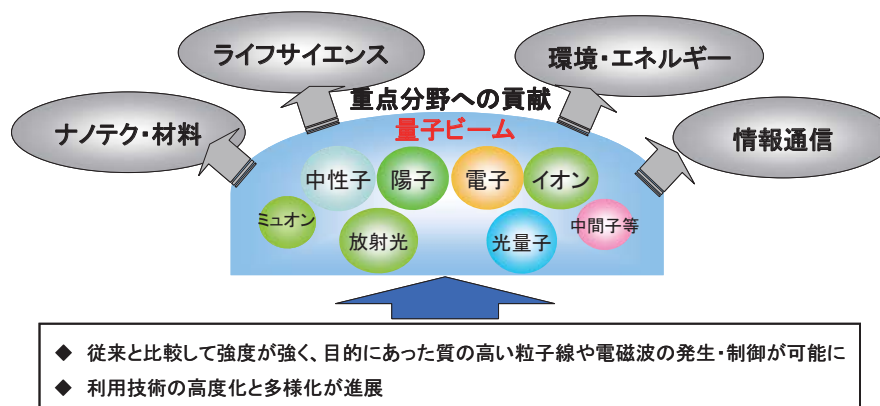 ライフサイエンス
環境・エネルギー
重点分野への貢献
ナノテク・材料
量子ビーム
情報通信
中性子
陽子
電子
イオン
ミュオン
放射光
光量子
中間子等
◆ 従来と比較して強度が強く、目的にあった質の高い粒子線や電磁波の発生・制御が可能に
◆ 利用技術の高度化と多様化が進展